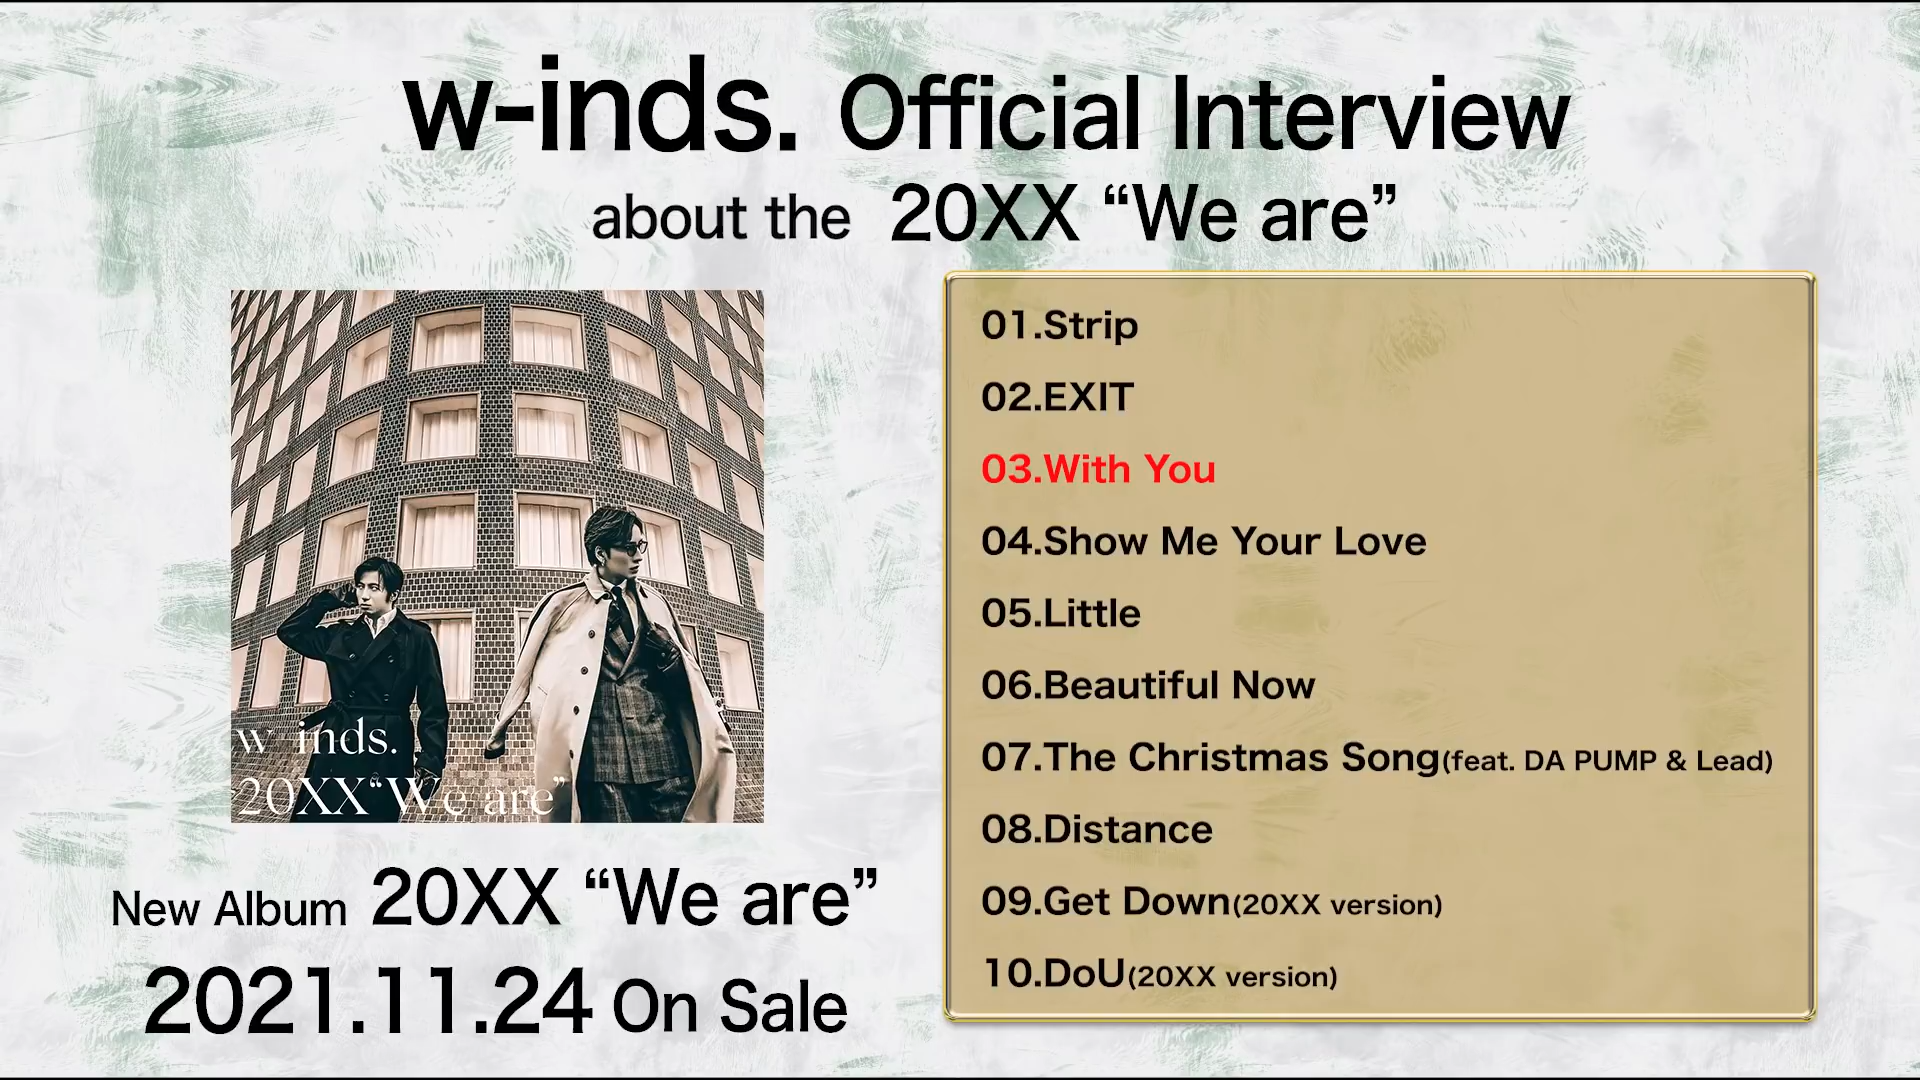 w-inds. Official Interview
about the 20XX “We are”
w-inds.
20XX“We are”
New Album 20XX “We are”
2021.11.24 On Sale
01.Strip
02.EXIT
03.With You
04.Show Me Your Love
05.Little
06.Beautiful Now
07.The Christmas Song(feat. DA PUMP & Lead)
08.Distance
09.Get Down(20XX version)
10.DoU(20XX version)